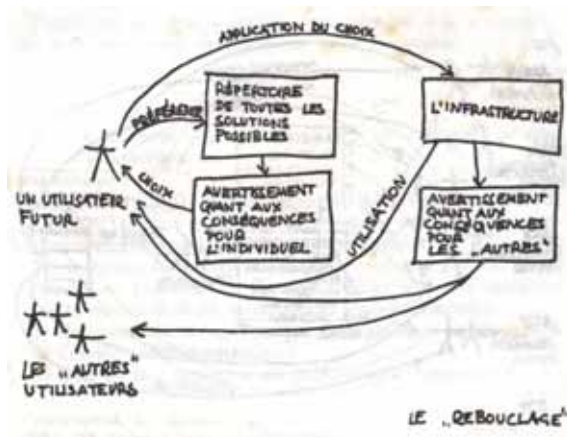 APPLICATION DU CHOIX
RÉPERTOIRE
DE TOUTES LES
SOLUTIONS
POSSIBLES
L'INFRASTRUCTURE
PRÉFÉRENCE
CHOIX
UN UTILISATEUR
FUTUR
AVERTISSEMENT
QUANT AUX
CONSÉQUENCES
POUR
L'INDIVIDUEL
UTILISATION
AVERTISSEMENT
QUANT AUX
CONSÉQUENCES
POUR
LES „AUTRES"
LES „AUTRES"
UTILISATEURS
LE „REBOUCLAGE"